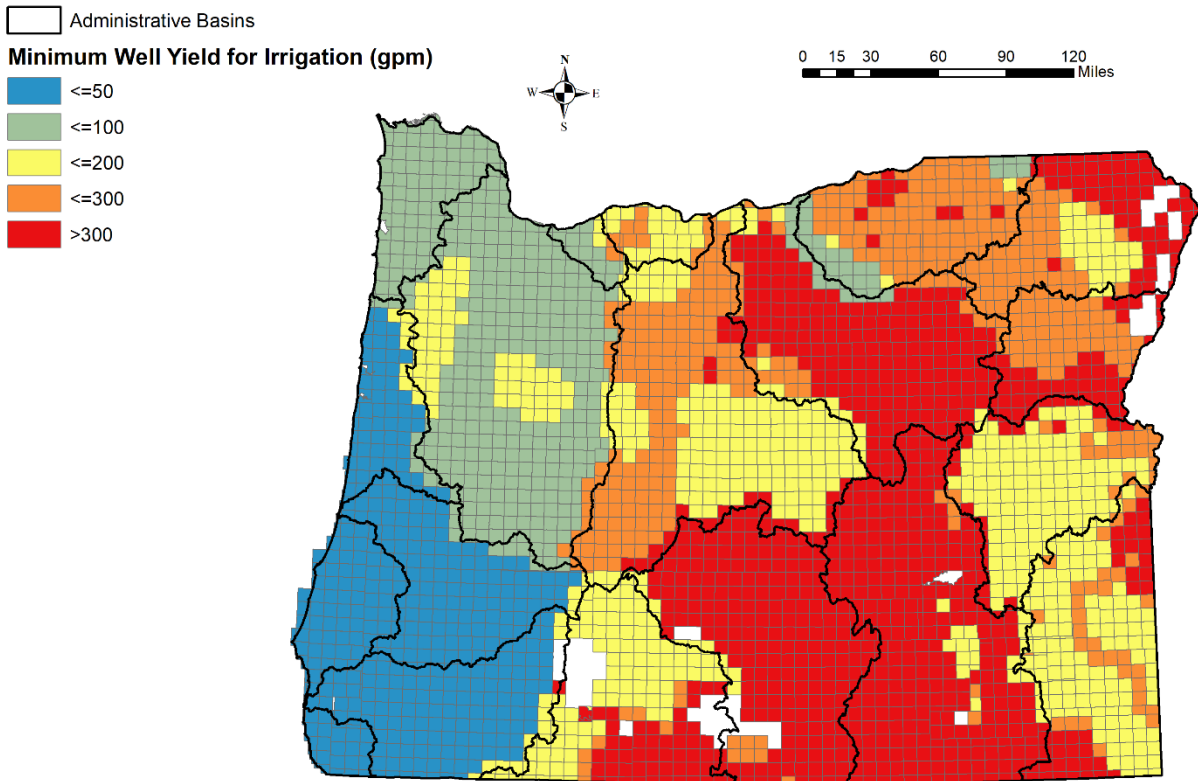 Administrative Basins
Minimum Well Yield for Irrigation (gpm)
<=50
<=100
<=200
<=300
>300
N
W E
S
0 15 30 60 90 120
Miles